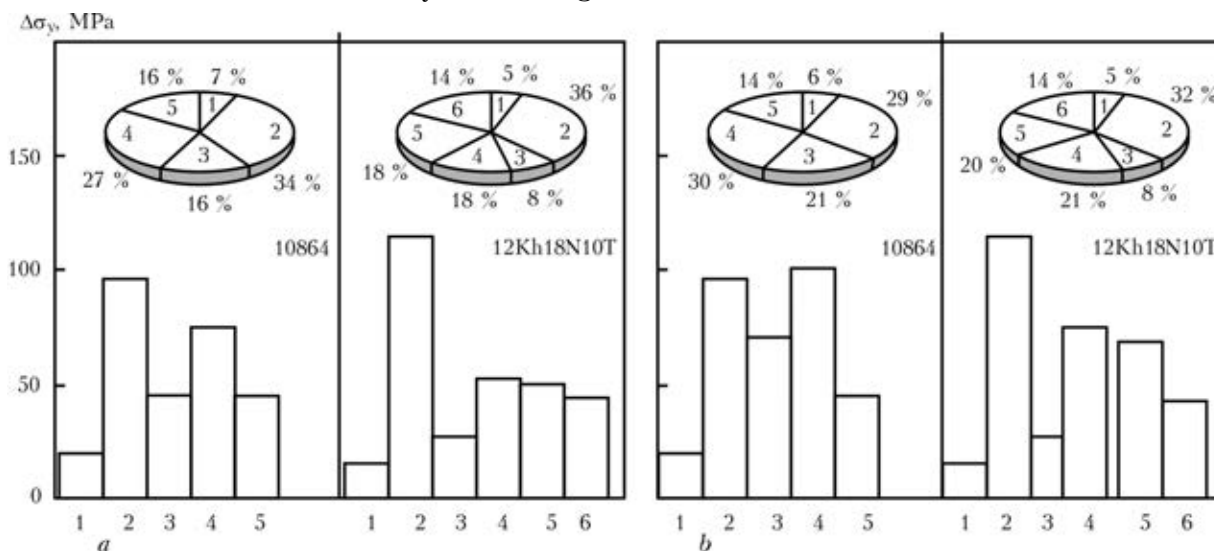 Δσy, MPa
16 % 7 % 14 % 5 % 36 % 14 % 6 % 29 % 14 % 5 % 32 %
5 1 6 1 5 1 6 1
4 2 5 2 4 2 5 2
3 4 3 3 4 3
150
27 % 34 % 18 % 30 % 20 %
16 % 18 % 8 % 21 % 21 % 8 %
10864 12Kh18N10T 10864 12Kh18N10T
100
50
0
1 2 3 4 5 1 2 3 4 5 6 1 2 3 4 5 1 2 3 4 5 6
a b